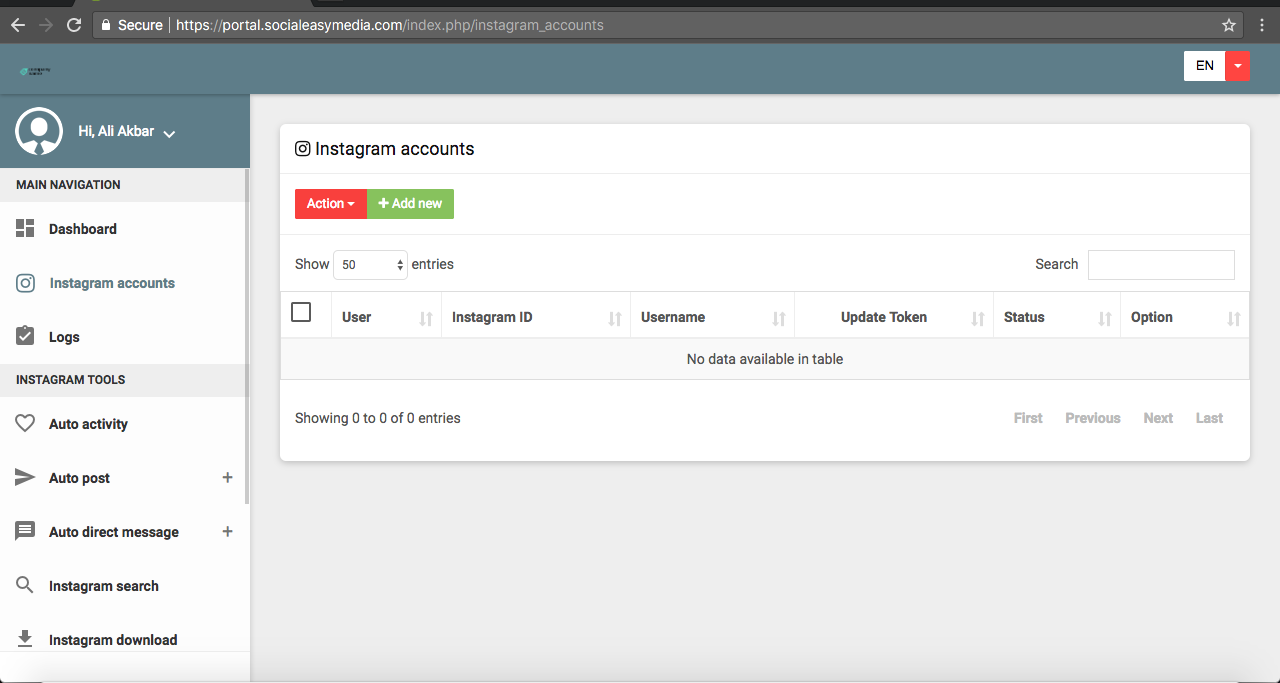 Secure | https://portal.socialeasymedia.com/index.php/instagram_accounts
EN
Hi, Ali Akbar
MAIN NAVIGATION
Dashboard
Instagram accounts
Logs
INSTAGRAM TOOLS
Auto activity
Auto post +
Auto direct message +
Instagram search
Instagram download
Instagram accounts
Action + Add new
Show 50 entries Search
User Instagram ID Username Update Token Status Option
No data available in table
Showing 0 to 0 of 0 entries First Previous Next Last